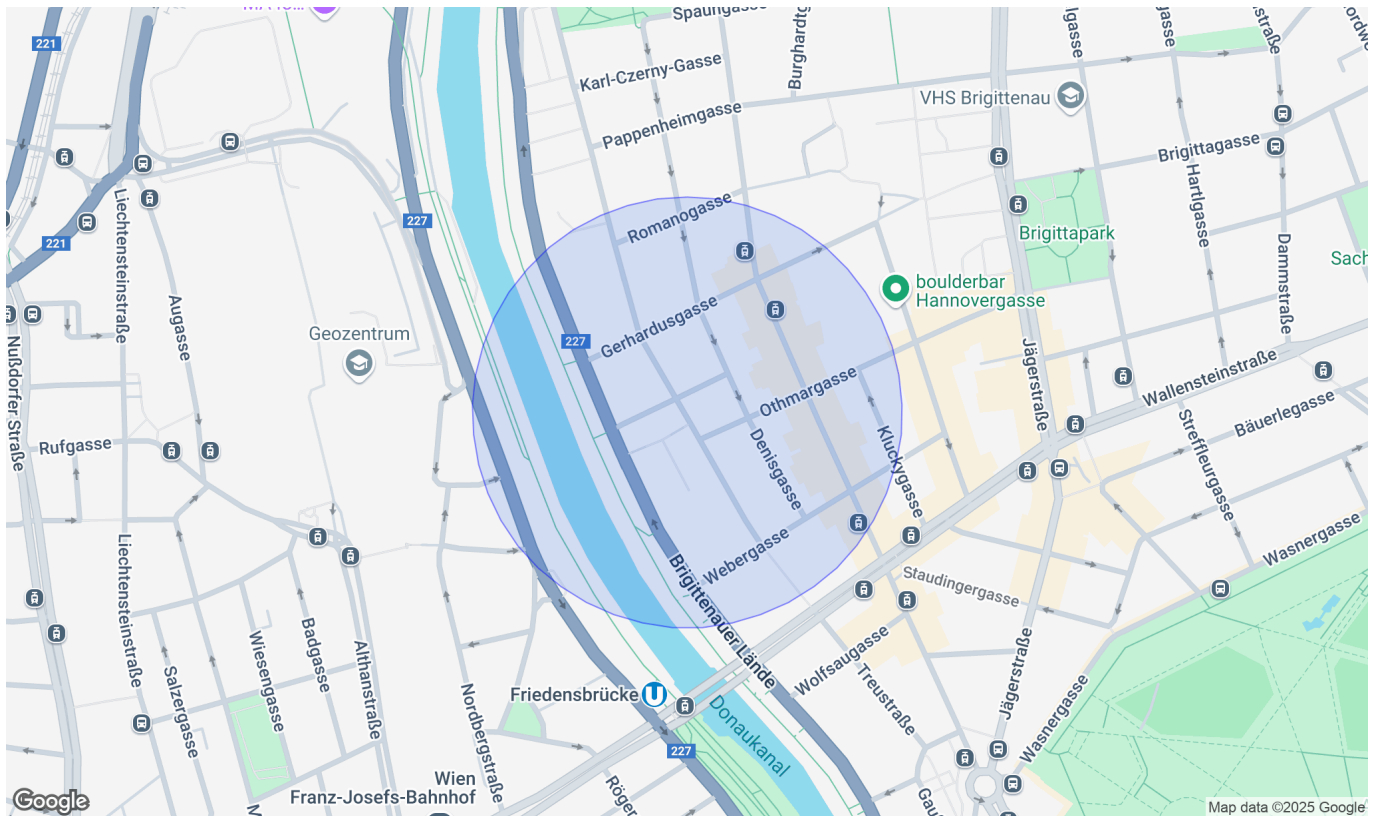 Spaungasse
221
Karl-Czerny-Gasse
Burghardtg
VHS Brigittenau
Pappenheimgasse
Brigittagasse
Hartlgasse
Liechtensteinstraße
Romanogasse
227
221
Brigittapark
Sach
Dammstraße
boulderbar
Hannovergasse
Augasse
Gerhardusgasse
Geozentrum
227
Nußdorfer Straße
Jägerstraße
Wallensteinstraße
Othmargasse
Bäuerlegasse
Streffleurgasse
Rufgasse
Denisgasse
Kluckygasse
Wasnergasse
Webergasse
Liechtensteinstraße
Brigittenauer Lände
Staudingergasse
Wiesengasse
Badgasse
Althanstraße
Salzergasse
Wolfsaugasse
Jägerstraße
Treustraße
Wasnergasse
Friedensbrücke
U
Nordbergstraße
Donaukanal
227
Wien
Franz-Josefs-Bahnhof
Röger
Gauß
Google
Map data ©2025 Google